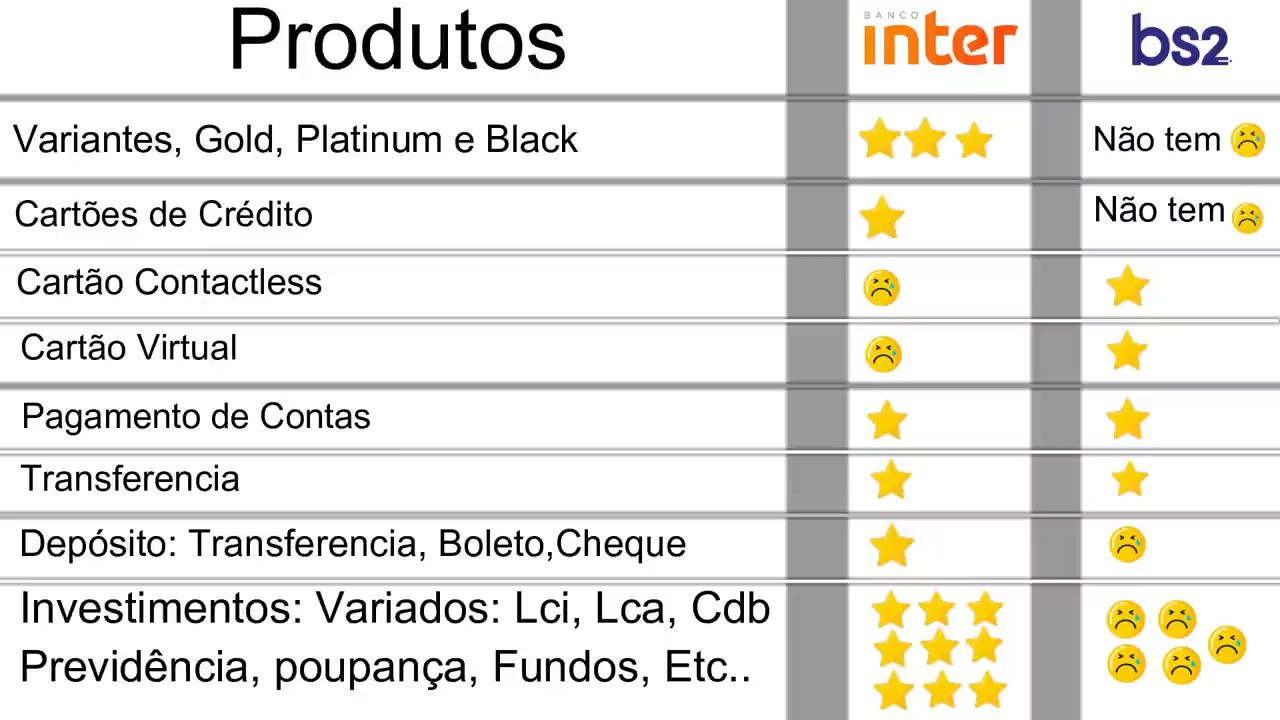 Produtos
BANCO
inter
bs2
Variantes, Gold, Platinum e Black
Não tem
Cartões de Crédito
Não tem
Cartão Contactless
Cartão Virtual
Pagamento de Contas
Transferencia
Depósito: Transferencia, Boleto,Cheque
Investimentos: Variados: Lci, Lca, Cdb
Previdência, poupança, Fundos, Etc..